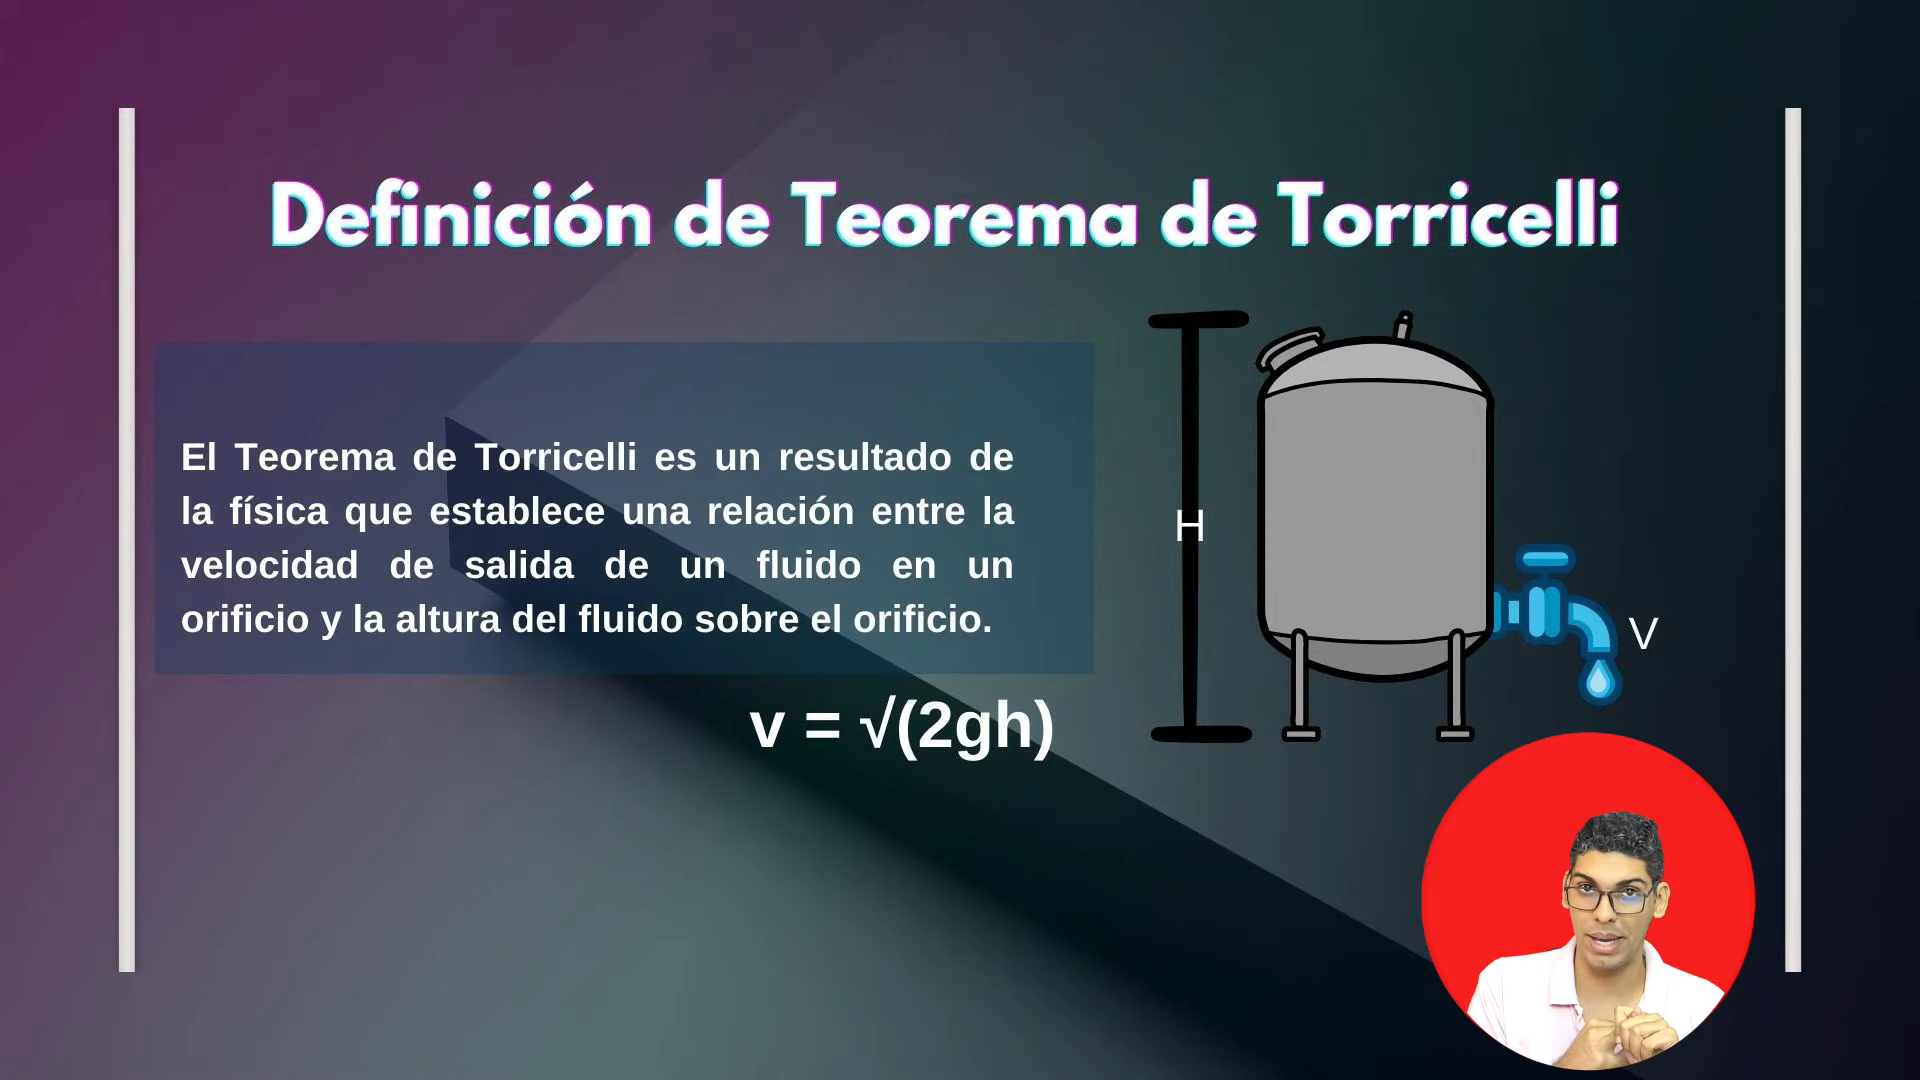 Definición de Teorema de Torricelli
El Teorema de Torricelli es un resultado de
la física que establece una relación entre la
velocidad de salida de un fluido en un
orificio y la altura del fluido sobre el orificio.
v = √(2gh)
H
V